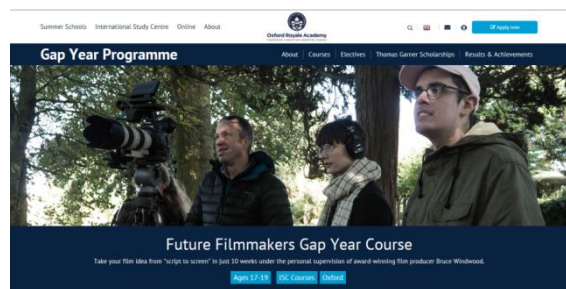 Summer Schools International Study Centre Online About
Oxford Royale Academy
Apply now
Gap Year Programme
About Courses Electives Thomas Garner Scholarships Results & Achievements
Future Filmmakers Gap Year Course
Take your film idea from "script to screen" in just 10 weeks under the personal supervision of award-winning film producer Bruce Windwood.
Ages 17-19 ISC Courses Oxford